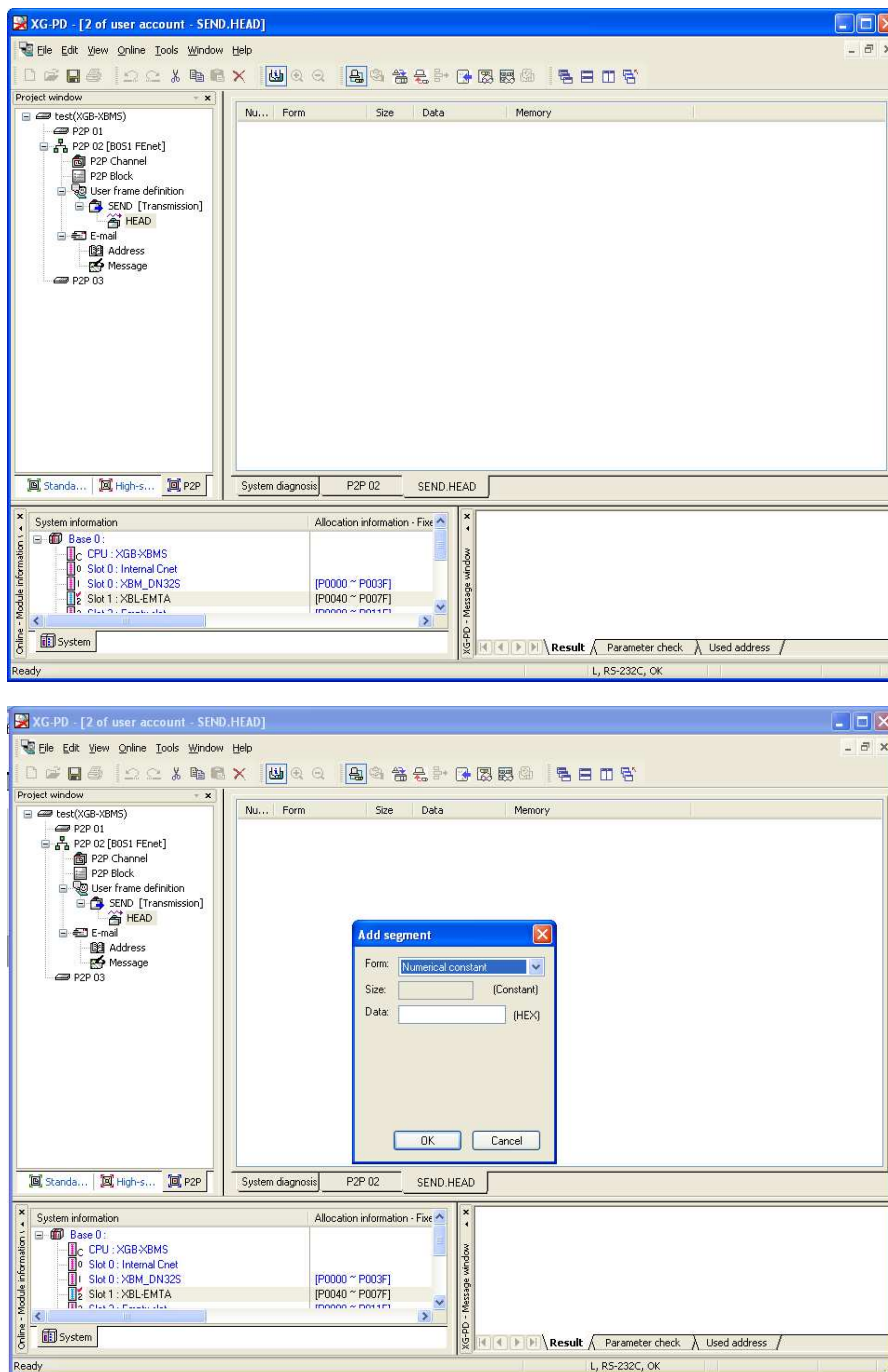 XG-PD - [2 of user account - SEND.HEAD]
File Edit View Online Tools Window Help
Project window
test(XGB-XBMS)
P2P 01
P2P 02 [B0S1 FEnet]
P2P Channel
P2P Block
User frame definition
SEND [Transmission]
HEAD
E-mail
Address
Message
P2P 03
Nu... Form Size Data Memory
Standa... High-s... P2P
System diagnosis P2P 02 SEND.HEAD
System information Allocation information - Fixe
Base 0 :
CPU : XGB-XBMS
Slot 0 : Internal Cnet
Slot 0 : XBM_DN32S [P0000 ~ P003F]
Slot 1 : XBL-EMTA [P0040 ~ P007F]
System
Online - Module information
XG-PD - Message window
Result Parameter check Used address
Ready L, RS-232C, OK
XG-PD - [2 of user account - SEND.HEAD]
File Edit View Online Tools Window Help
Project window
test(XGB-XBMS)
P2P 01
P2P 02 [B0S1 FEnet]
P2P Channel
P2P Block
User frame definition
SEND [Transmission]
HEAD
E-mail
Address
Message
P2P 03
Nu... Form Size Data Memory
Add segment
Form: Numerical constant
Size: (Constant)
Data: (HEX)
OK Cancel
Standa... High-s... P2P
System diagnosis P2P 02 SEND.HEAD
System information Allocation information - Fixe
Base 0 :
CPU : XGB-XBMS
Slot 0 : Internal Cnet
Slot 0 : XBM_DN32S [P0000 ~ P003F]
Slot 1 : XBL-EMTA [P0040 ~ P007F]
System
Online - Module information
XG-PD - Message window
Result Parameter check Used address
Ready L, RS-232C, OK